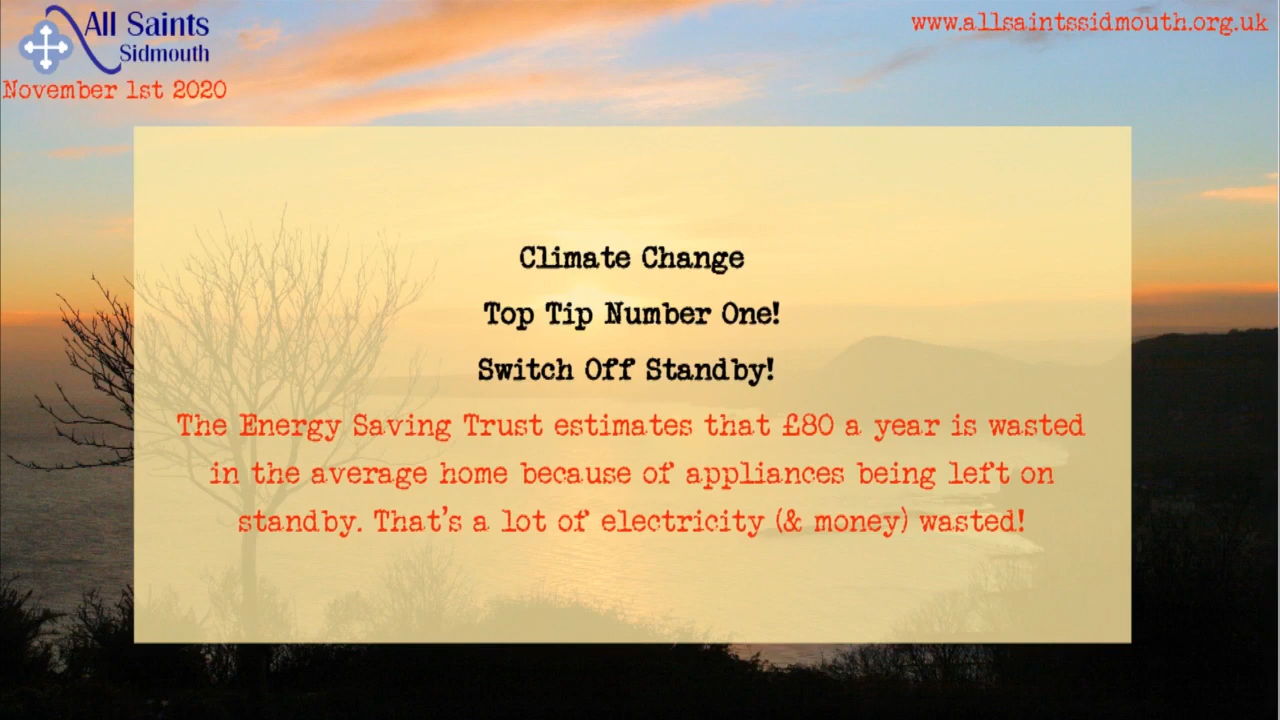 All Saints
Sidmouth
www.allsaintssidmouth.org.uk
November 1st 2020
Climate Change
Top Tip Number One!
Switch Off Standby!
The Energy Saving Trust estimates that £80 a year is wasted
in the average home because of appliances being left on
standby. That's a lot of electricity (& money) wasted!